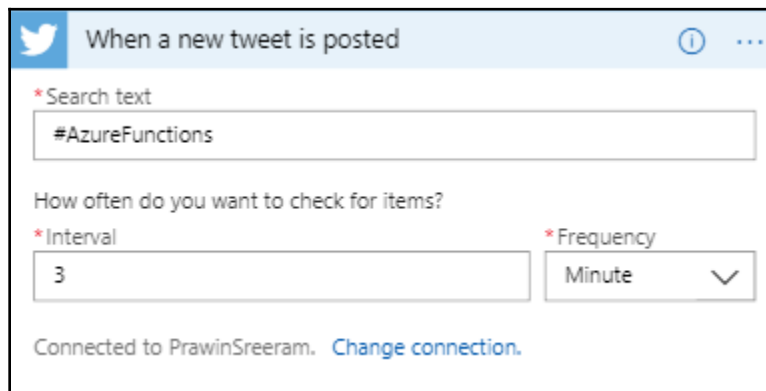 When a new tweet is posted
*Search text
#AzureFunctions
How often do you want to check for items?
*Interval *Frequency
3 Minute
Connected to PrawinSreeram. Change connection.